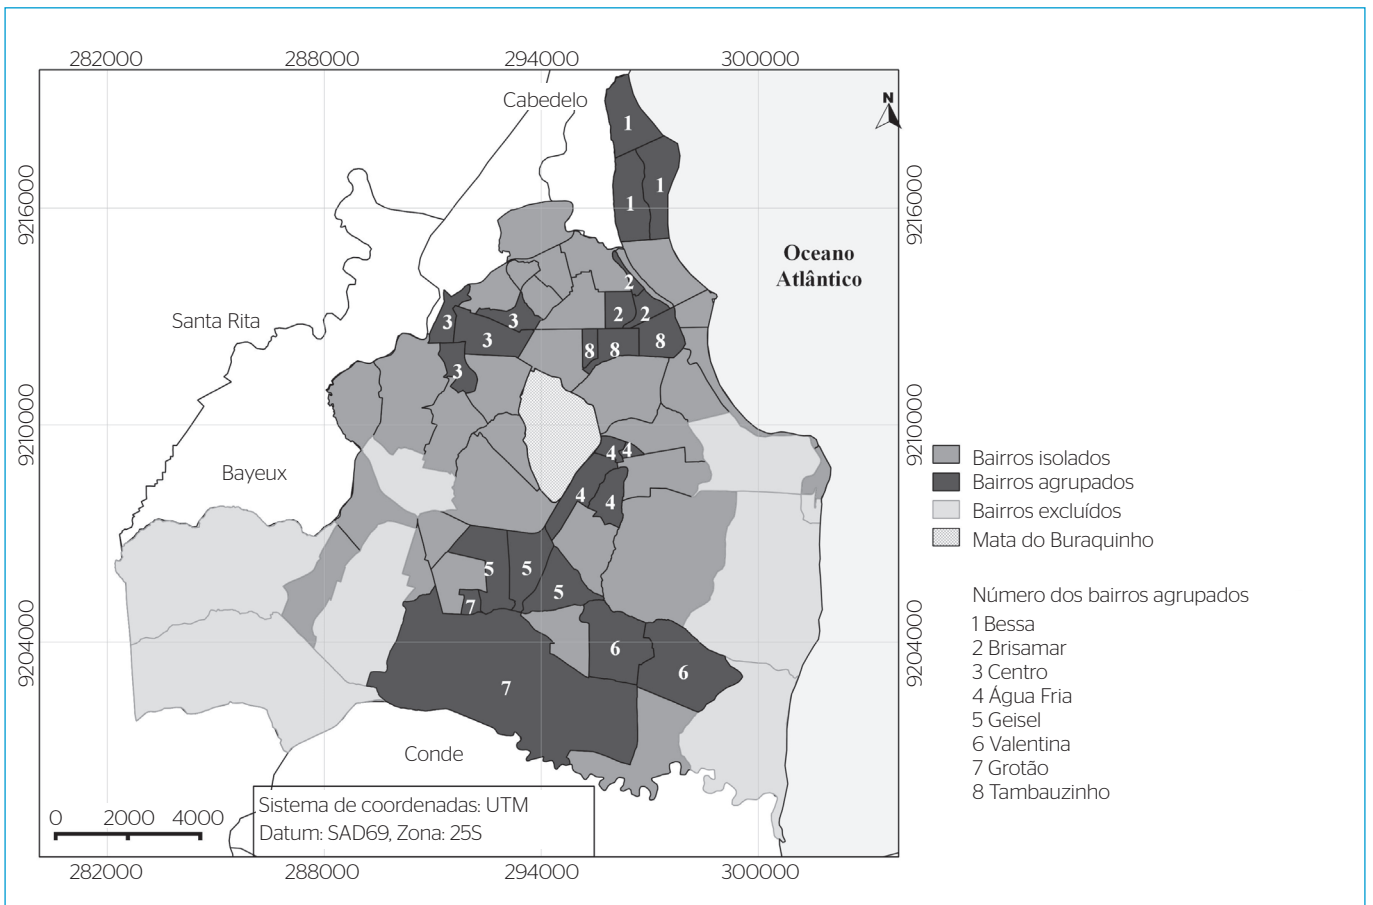 282000 288000 294000 300000
Cabedelo
N
1
1
1
9216000 9216000
Oceano
Atlântico
2
Santa Rita
3 3 2 2
3 8 8 8
3
9210000 9210000
4 4
Bayeux
4 4
5 5
5
7
6
9204000 9204000
6
7
Conde
Sistema de coordenadas: UTM
Datum: SAD69, Zona: 25S
0 2000 4000
282000 288000 294000 300000
Bairros isolados
Bairros agrupados
Bairros excluídos
Mata do Buraquinho
Número dos bairros agrupados
1 Bessa
2 Brisamar
3 Centro
4 Água Fria
5 Geisel
6 Valentina
7 Grotão
8 Tambauzinho